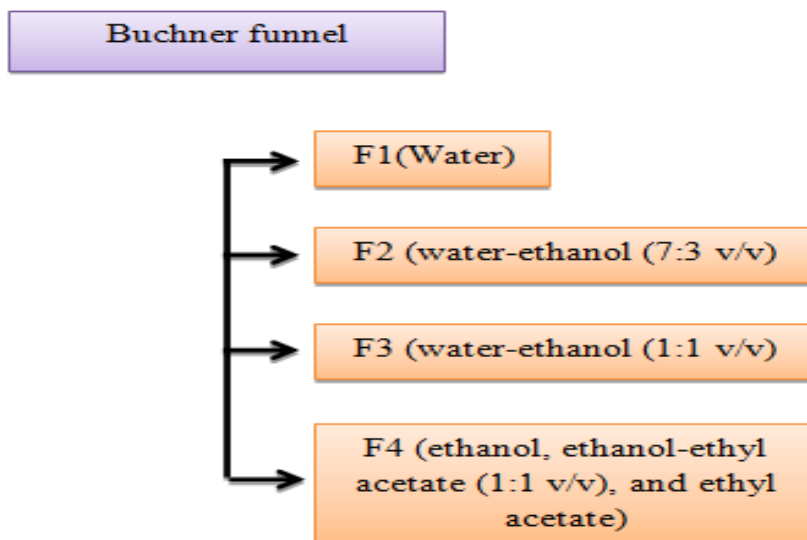 Buchner funnel
F1(Water)
F2 (water-ethanol (7:3 v/v)
F3 (water-ethanol (1:1 v/v)
F4 (ethanol, ethanol-ethyl
acetate (1:1 v/v), and ethyl
acetate)